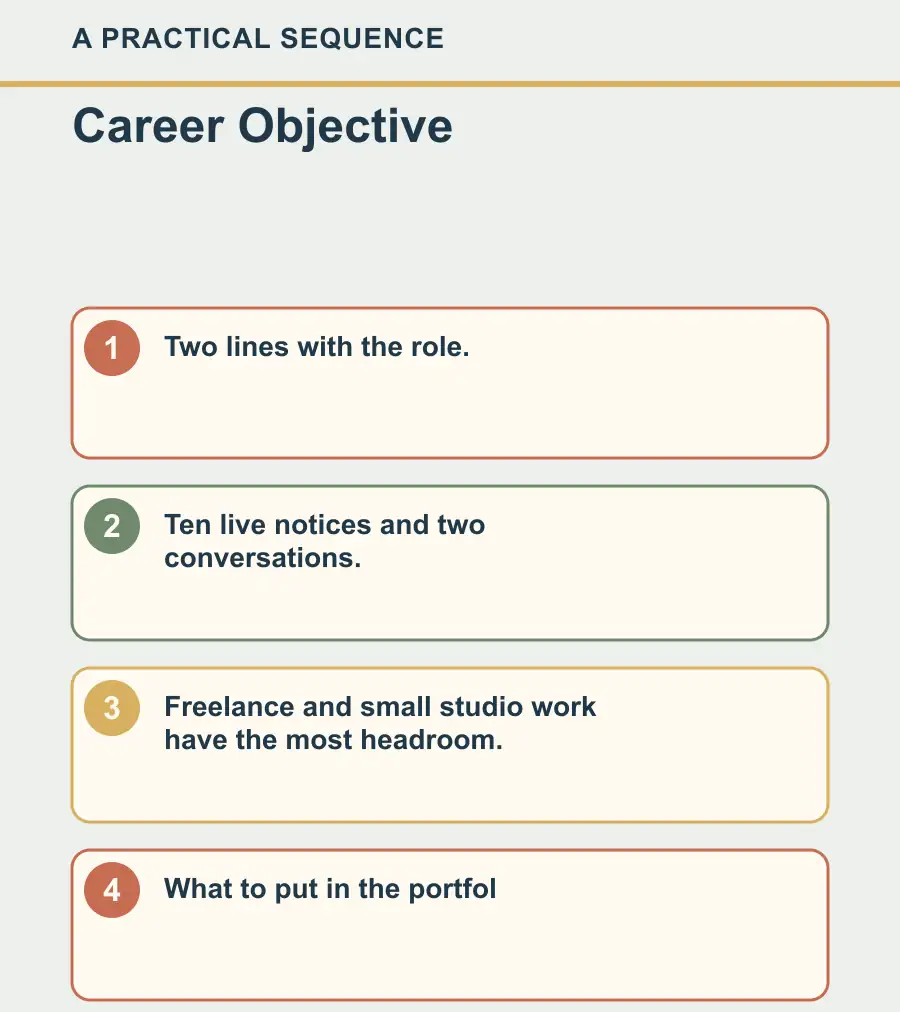 A PRACTICAL SEQUENCE
Career Objective
1
Two lines with the role.
2
Ten live notices and two
conversations.
3
Freelance and small studio work
have the most headroom.
4
What to put in the portfol